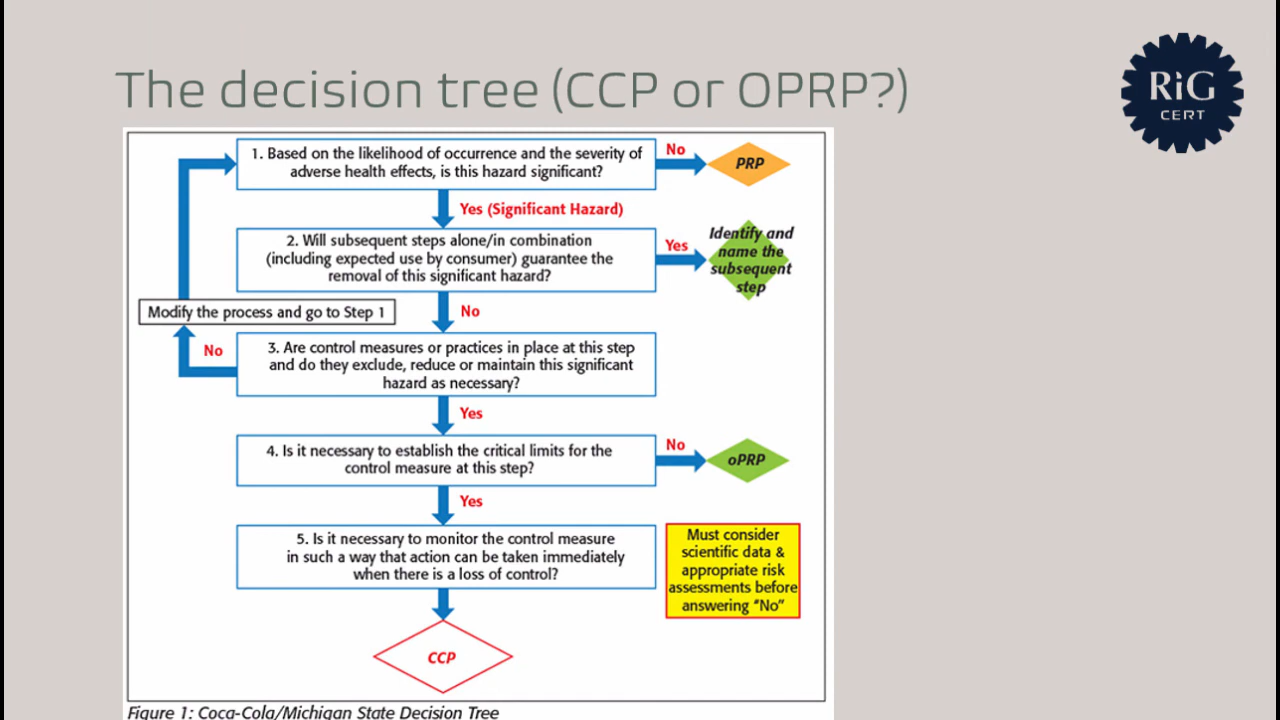 The decision tree (CCP or OPRP?)
RiG
CERT
1. Based on the likelihood of occurrence and the severity of
adverse health effects, is this hazard significant?
No
PRP
Yes (Significant Hazard)
2. Will subsequent steps alone/in combination
(including expected use by consumer) guarantee the
removal of this significant hazard?
Yes
Identify and
name the
subsequent
step
No
Modify the process and go to Step 1
No
3. Are control measures or practices in place at this step
and do they exclude, reduce or maintain this significant
hazard as necessary?
Yes
4. Is it necessary to establish the critical limits for the
control measure at this step?
No
oPRP
Yes
5. Is it necessary to monitor the control measure
in such a way that action can be taken immediately
when there is a loss of control?
Must consider
scientific data &
appropriate risk
assessments before
answering "No"
CCP
Figure 1: Coca-Cola/Michigan State Decision Tree